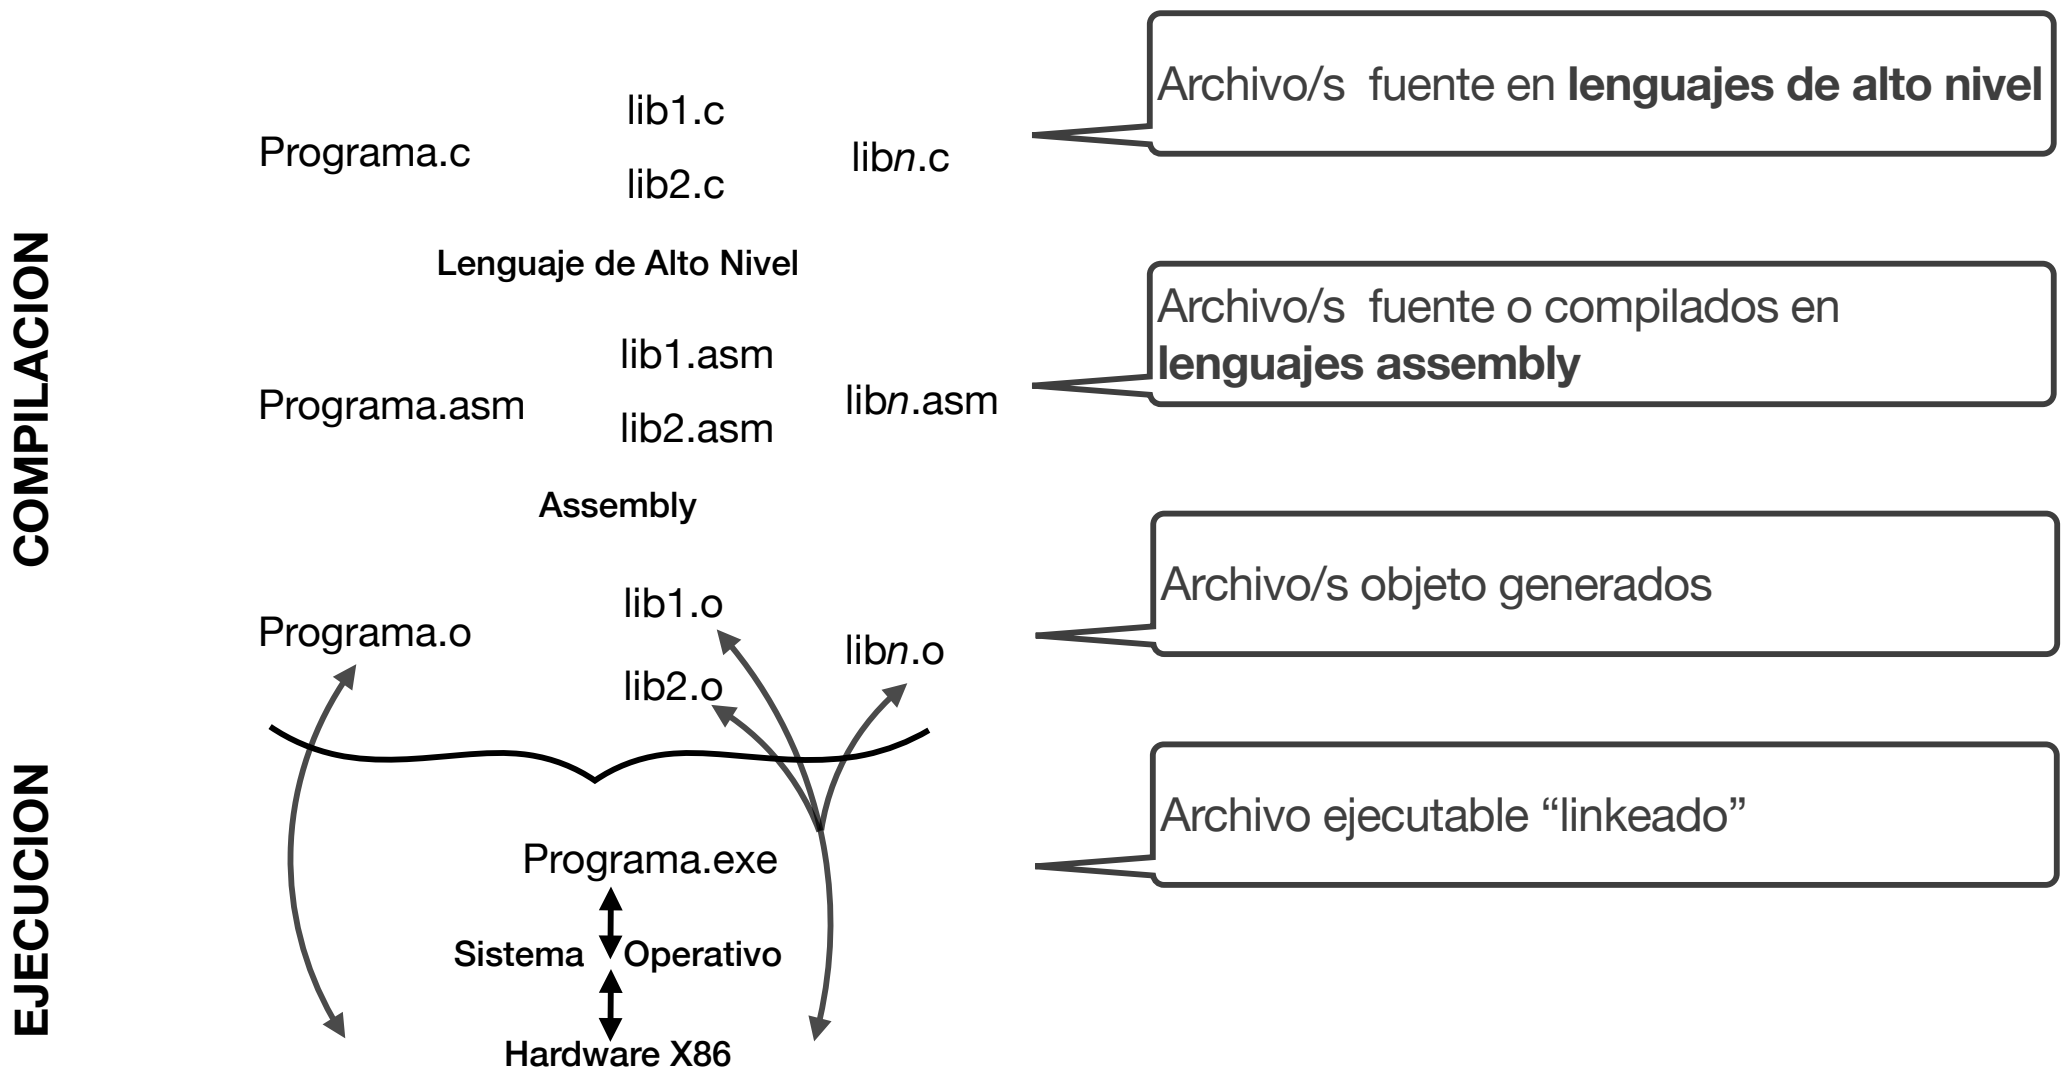 COMPILACION
Programa.c
lib1.c
lib2.c
libn.c
Archivo/s fuente en lenguajes de alto nivel
Lenguaje de Alto Nivel
Programa.asm
lib1.asm
lib2.asm
libn.asm
Archivo/s fuente o compilados en
lenguajes assembly
Assembly
Programa.o
lib1.o
lib2.o
libn.o
Archivo/s objeto generados
EJECUCION
Programa.exe
Archivo ejecutable “linkeado”
Sistema Operativo
Hardware X86